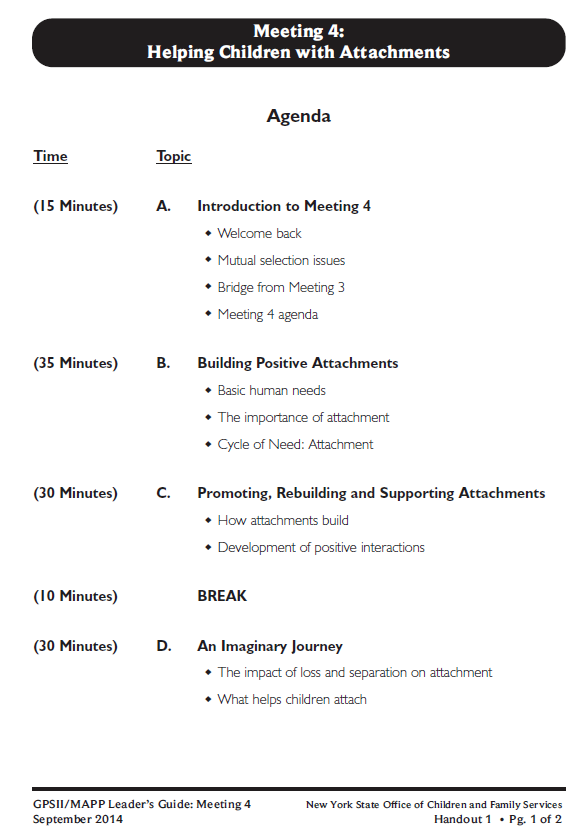 Meeting 4:
Helping Children with Attachments
Agenda
Time Topic
(15 Minutes) A. Introduction to Meeting 4
◆ Welcome back
◆ Mutual selection issues
◆ Bridge from Meeting 3
◆ Meeting 4 agenda
(35 Minutes) B. Building Positive Attachments
◆ Basic human needs
◆ The importance of attachment
◆ Cycle of Need: Attachment
(30 Minutes) C. Promoting, Rebuilding and Supporting Attachments
◆ How attachments build
◆ Development of positive interactions
(10 Minutes) BREAK
(30 Minutes) D. An Imaginary Journey
◆ The impact of loss and separation on attachment
◆ What helps children attach
GPSII/MAPP Leader's Guide: Meeting 4 New York State Office of Children and Family Services
September 2014 Handout 1 • Pg. 1 of 2